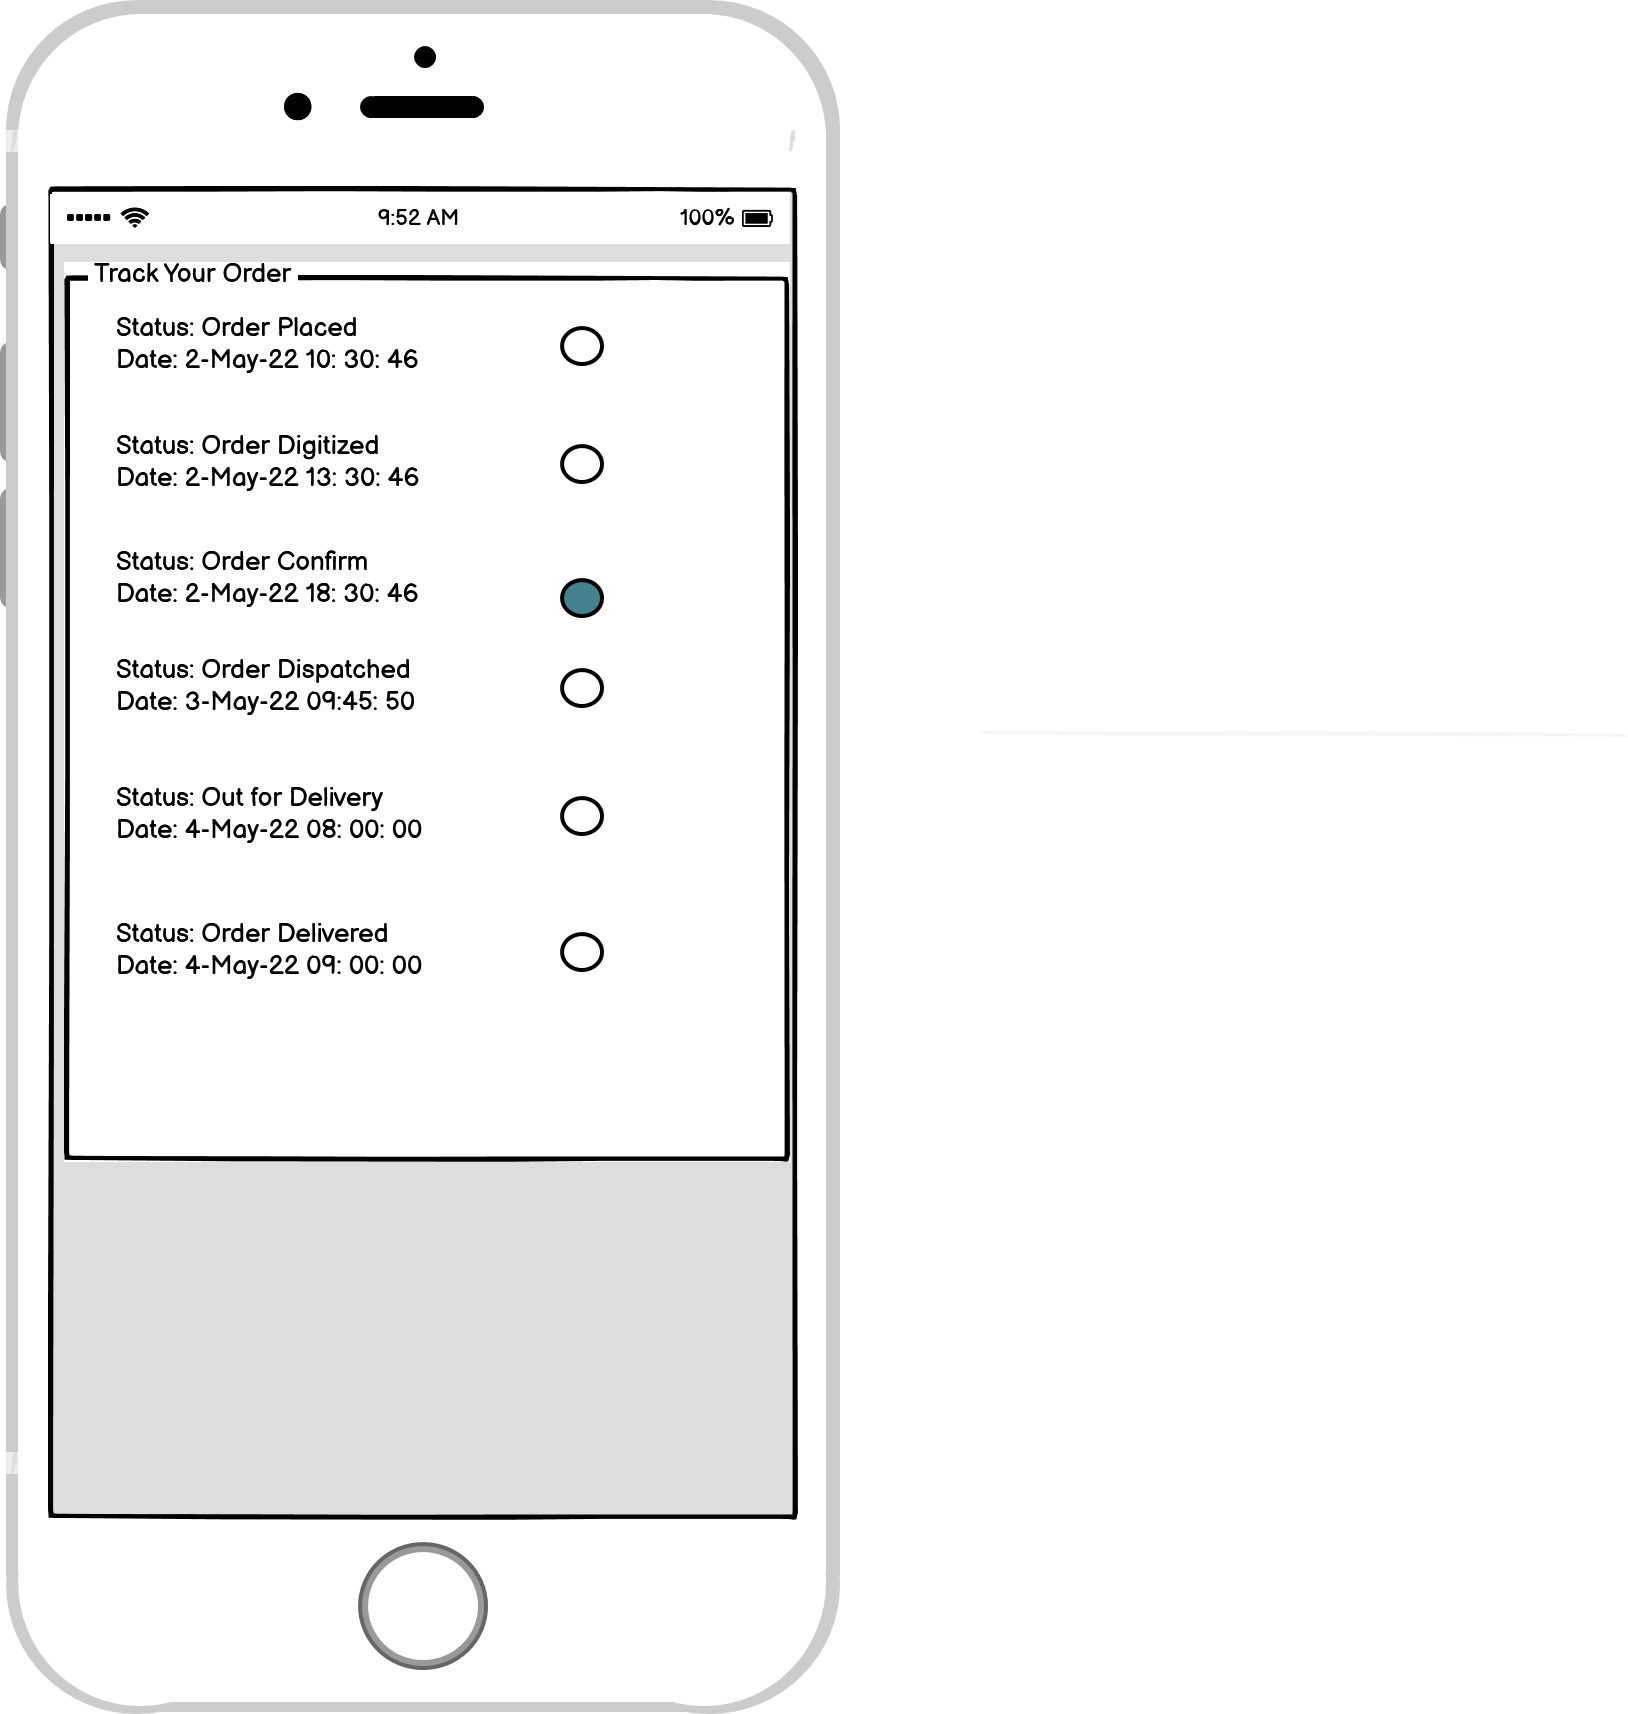 9:52 AM 100%
Track Your Order
Status: Order Placed
Date: 2-May-22 10: 30: 46
Status: Order Digitized
Date: 2-May-22 13: 30: 46
Status: Order Confirm
Date: 2-May-22 18: 30: 46
Status: Order Dispatched
Date: 3-May-22 09:45: 50
Status: Out for Delivery
Date: 4-May-22 08: 00: 00
Status: Order Delivered
Date: 4-May-22 09: 00: 00